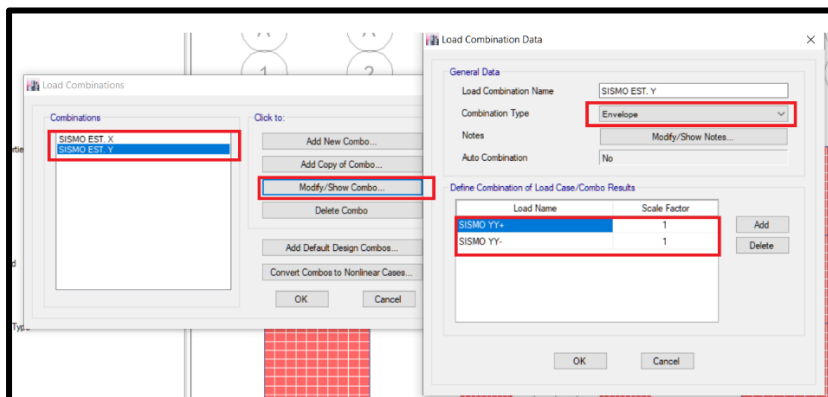 1
2
Load Combinations
Combinations
SISMO EST. X
SISMO EST. Y
Click to:
Add New Combo...
Add Copy of Combo...
Modify/Show Combo...
Delete Combo
Add Default Design Combos...
Convert Combos to Nonlinear Cases...
OK Cancel
Load Combination Data
General Data
Load Combination Name SISMO EST. Y
Combination Type Envelope
Notes Modify/Show Notes...
Auto Combination No
Define Combination of Load Case/Combo Results
Load Name Scale Factor
SISMO YY+ 1
SISMO YY- 1
Add
Delete
OK Cancel